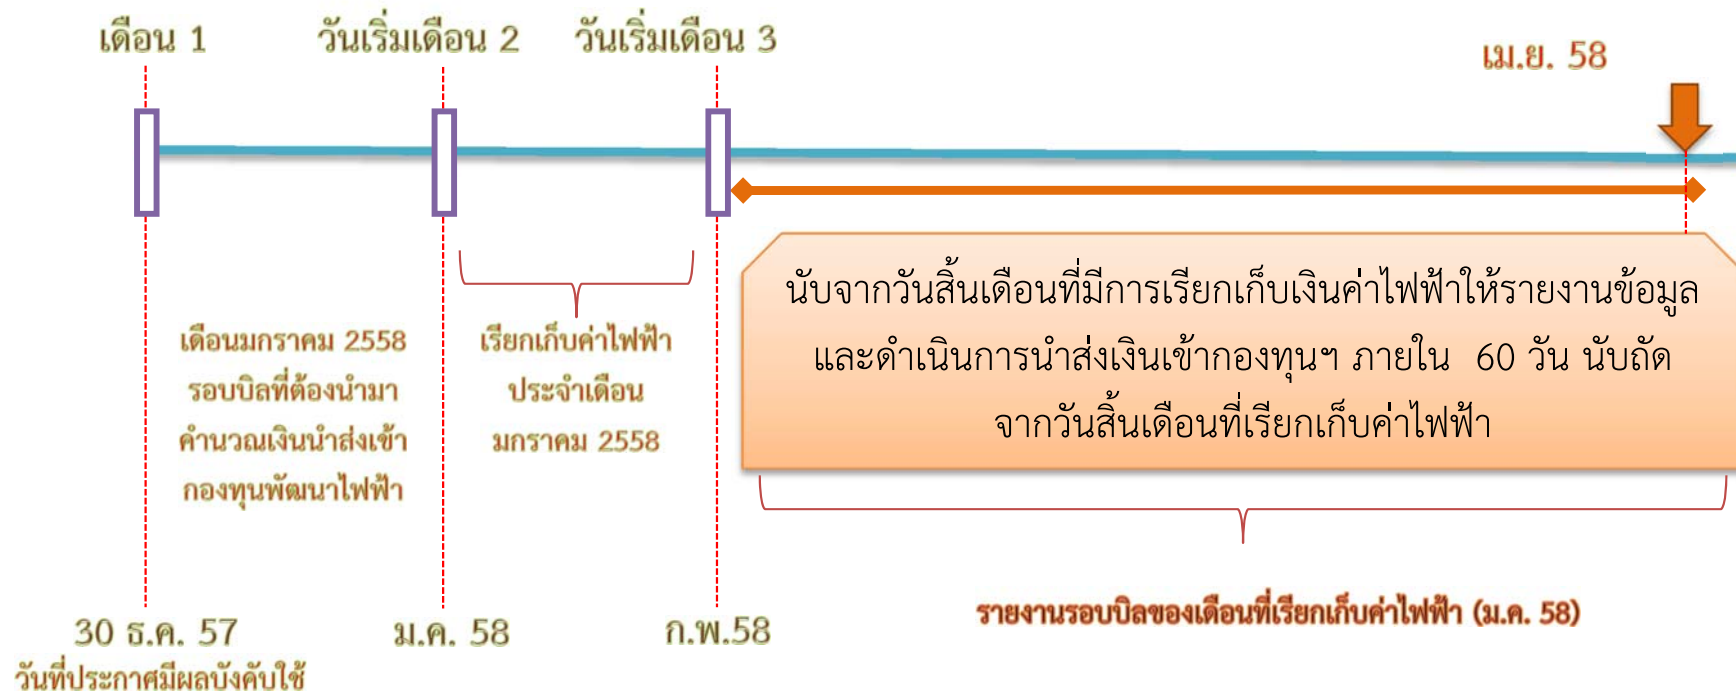 เดือน 1
วันเริ่มเดือน 2
วันเริ่มเดือน 3
เม.ย. 58
นับจากวันสิ้นเดือนที่มีการเรียกเก็บเงินค่าไฟฟ้าให้รายงานข้อมูล
และดำเนินการนำส่งเงินเข้ากองทุนฯ ภายใน 60 วัน นับถัด
จากวันสิ้นเดือนที่เรียกเก็บค่าไฟฟ้า
เดือนมกราคม 2558
รอบบิลที่ต้องนำมา
คำนวณเงินนำส่งเข้า
กองทุนพัฒนาไฟฟ้า
เรียกเก็บค่าไฟฟ้า
ประจำเดือน
มกราคม 2558
รายงานรอบบิลของเดือนที่เรียกเก็บค่าไฟฟ้า (ม.ค. 58)
30 ธ.ค. 57
วันที่ประกาศมีผลบังคับใช้
ม.ค. 58
ก.พ.58